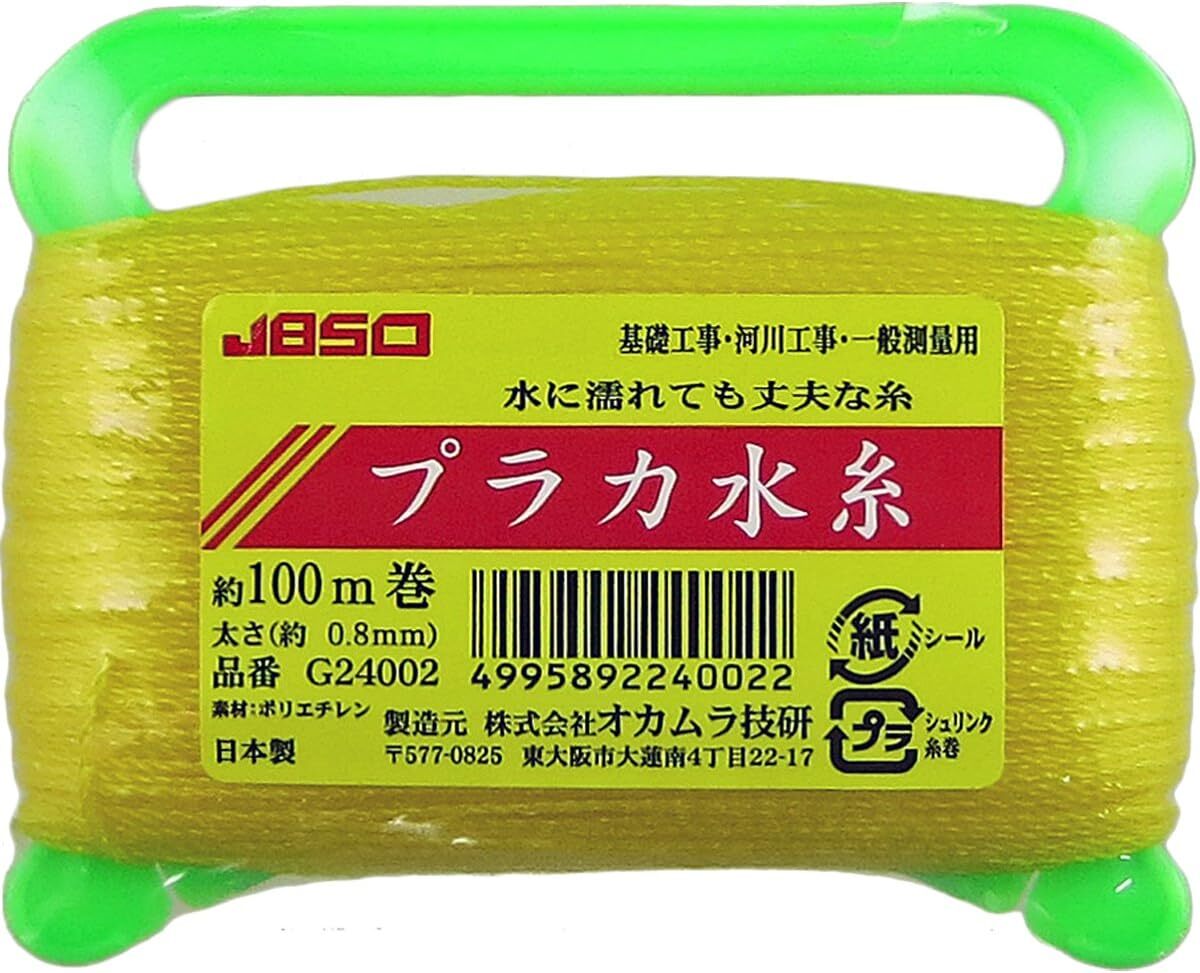 JBSO
基礎工事・河川工事・一般測量用
水に濡れても丈夫な糸
プラカ水糸
約100m巻
太さ(約 0.8mm)
品番 G24002
素材:ポリエチレン
日本製
4995892240022
製造元 株式会社オカムラ技研
〒577-0825 東大阪市大蓮南4丁目22-17
紙 シール
プラ シュリンク
糸巻